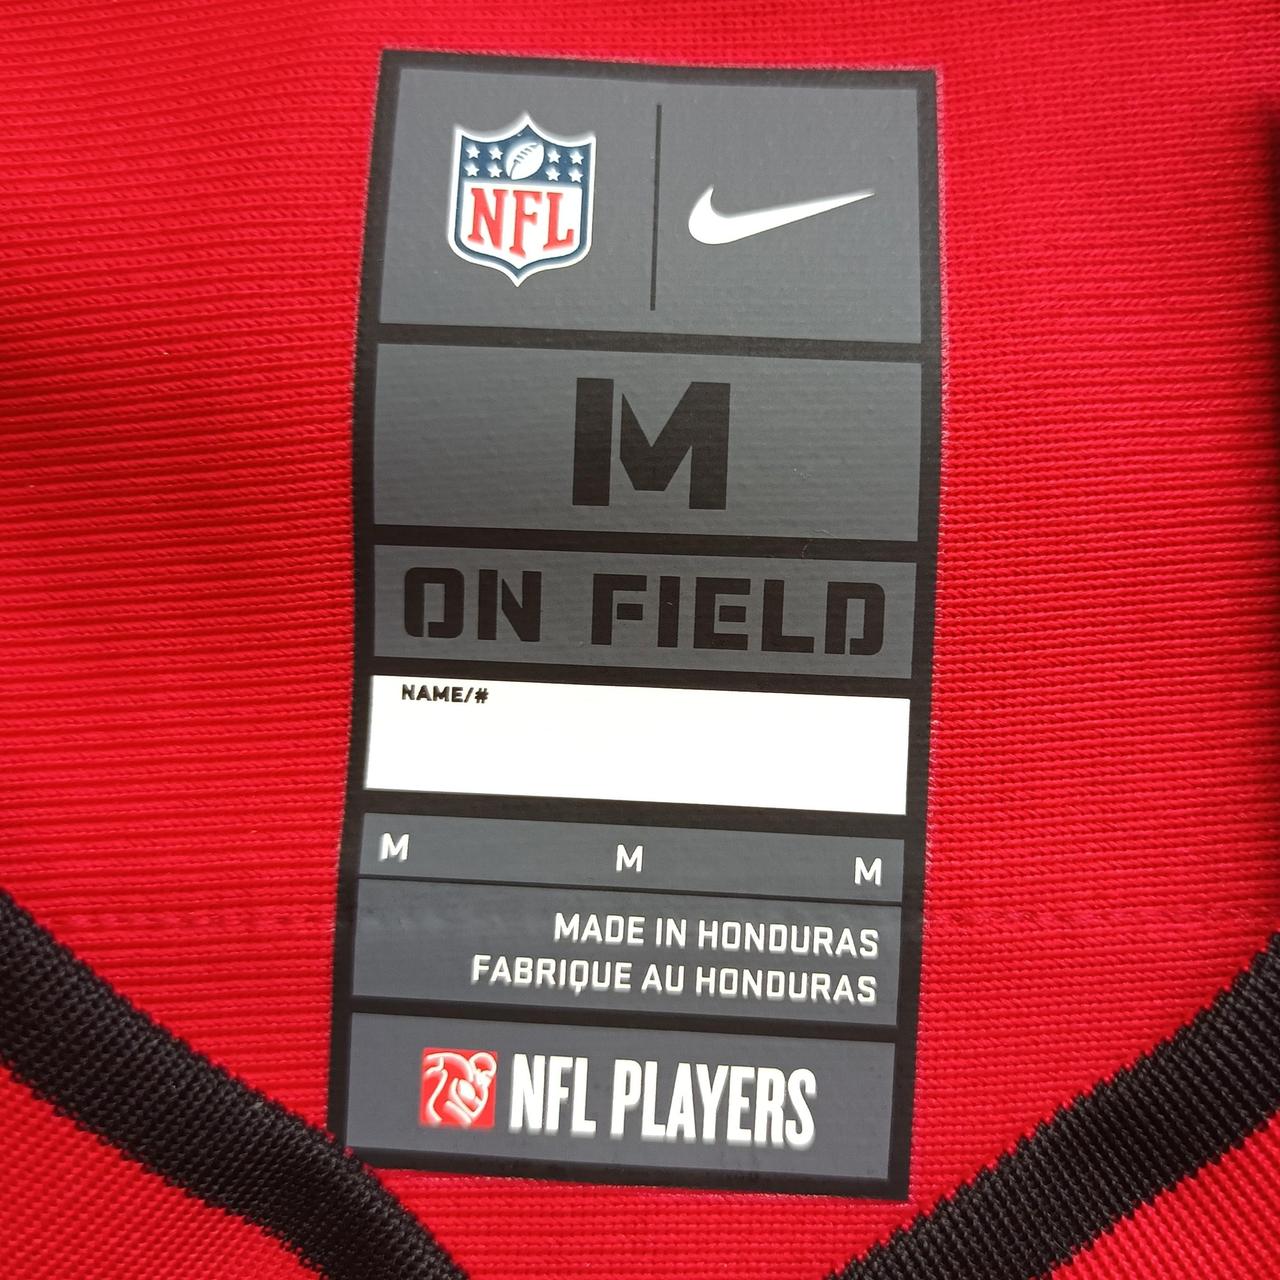 NFL
M
ON FIELD
NAME/#
M M M
MADE IN HONDURAS
FABRIQUE AU HONDURAS
NFL PLAYERS